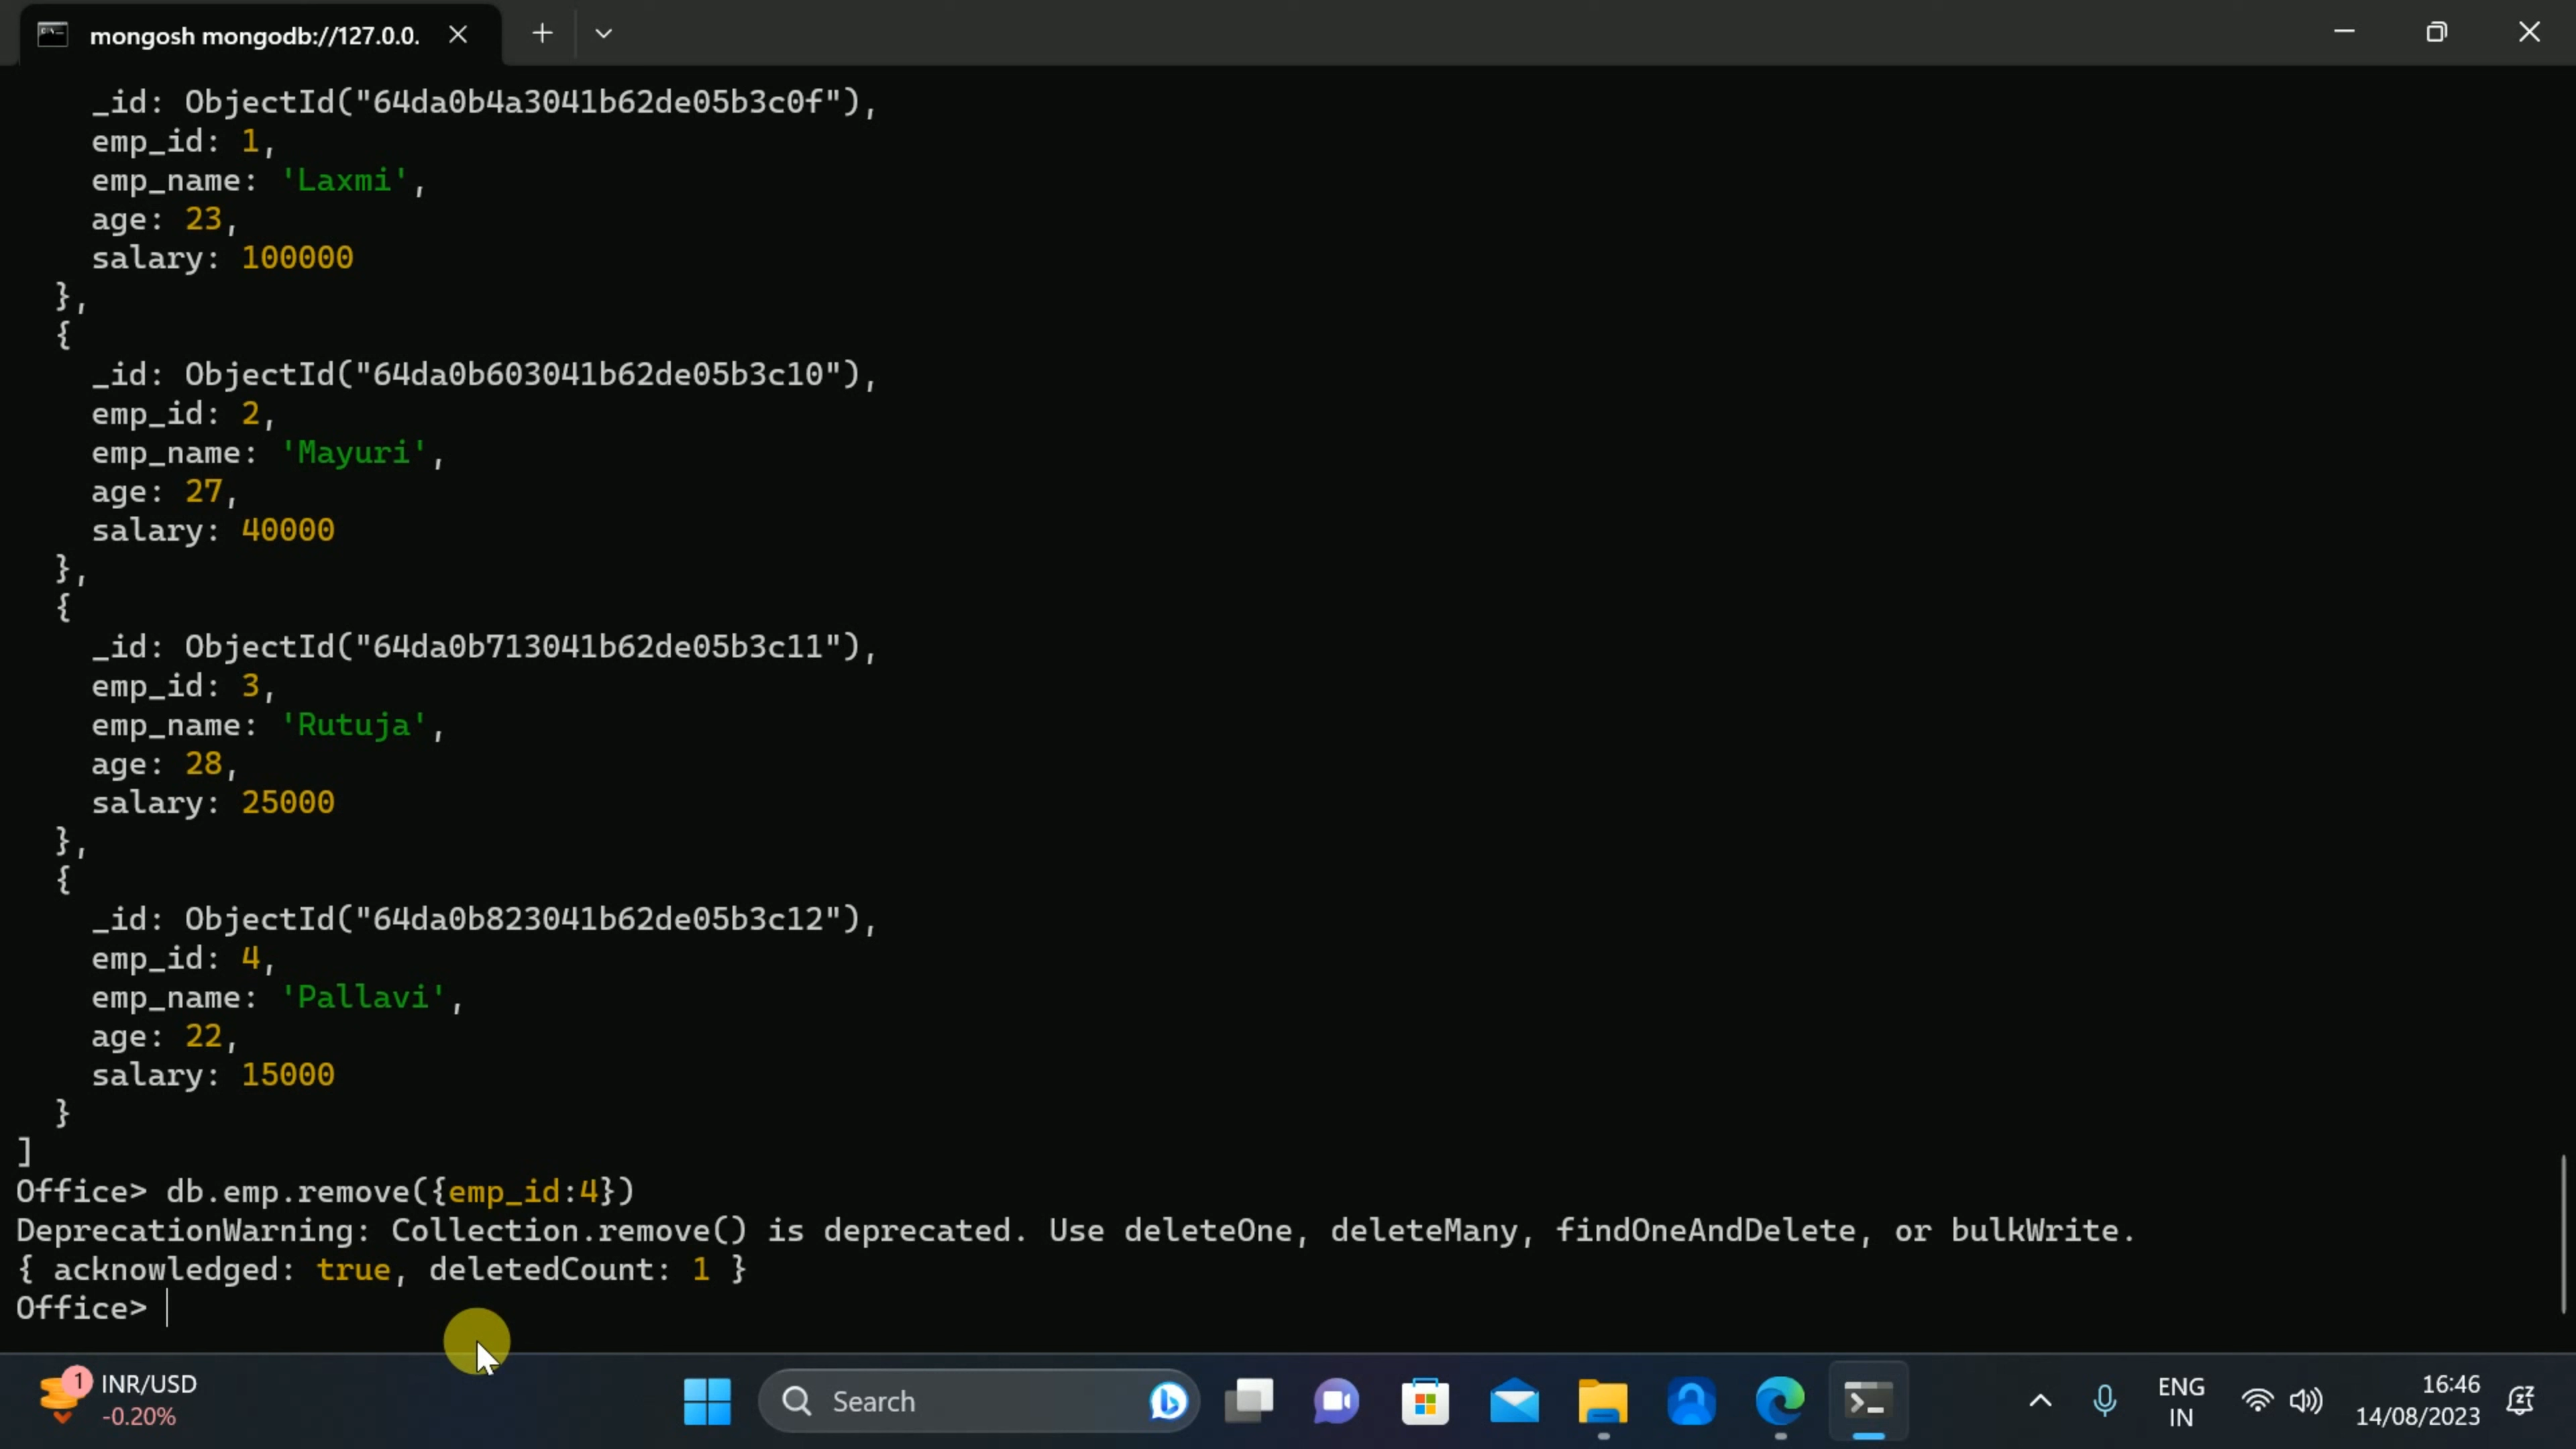 mongosh mongodb://127.0.0.
_id: ObjectId("64da0b4a3041b62de05b3c0f"),
emp_id: 1,
emp_name: 'Laxmi',
age: 23,
salary: 100000
},
{
_id: ObjectId("64da0b603041b62de05b3c10"),
emp_id: 2,
emp_name: 'Mayuri',
age: 27,
salary: 40000
},
{
_id: ObjectId("64da0b713041b62de05b3c11"),
emp_id: 3,
emp_name: 'Rutuja',
age: 28,
salary: 25000
},
{
_id: ObjectId("64da0b823041b62de05b3c12"),
emp_id: 4,
emp_name: 'Pallavi',
age: 22,
salary: 15000
}
]
Office> db.emp.remove({emp_id:4})
DeprecationWarning: Collection.remove() is deprecated. Use deleteOne, deleteMany, findOneAndDelete, or bulkWrite.
{ acknowledged: true, deletedCount: 1 }
Office>
1
INR/USD
-0.20%
Search
ENG
IN
16:46
14/08/2023